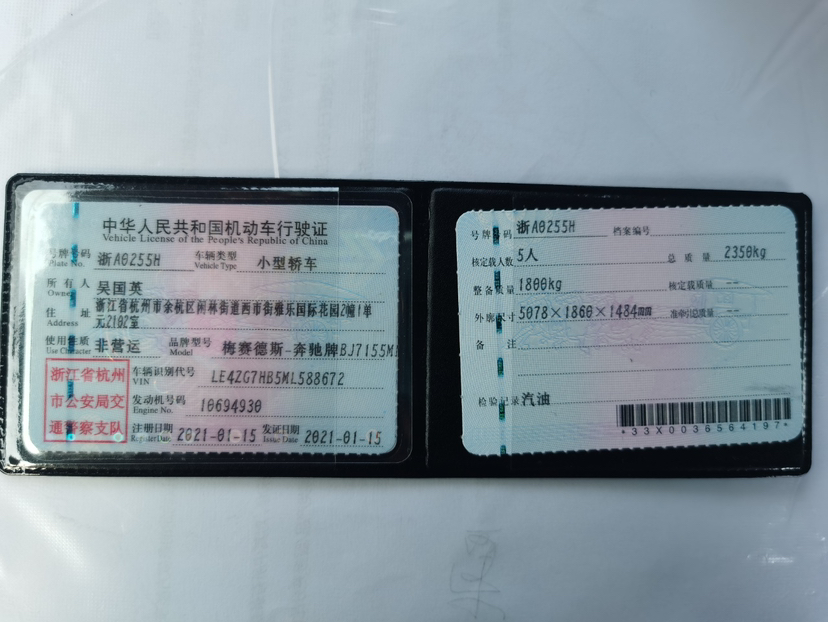 中华人民共和国机动车行驶证
Vehicle License of the People's Republic of China
号牌号码 浙A0255H 车辆类型 小型轿车
Plate No. Vehicle Type
所有人 吴国英
Owner
住址 浙江省杭州市余杭区闲林街道西市街雅乐国际花园2幢1单
Address 元2102室
使用性质 非营运 品牌型号 梅赛德斯-奔驰牌BJ7155M
Use Character Model
浙江省杭州
市公安局交
通警察支队
车辆识别代号 LE4ZG7HB5ML588672
VIN
发动机号码 10694930
Engine No.
注册日期 2021-01-15 发证日期 2021-01-15
Register Date Issue Date
号牌号码 浙A0255H 档案编号
核定载人数 5人 总质量 2350kg
整备质量 1800kg 核定载质量 --
外廓尺寸 5078×1860×1484 准牵引总质量 --
备注
检验记录 汽油
*33X0036564197*